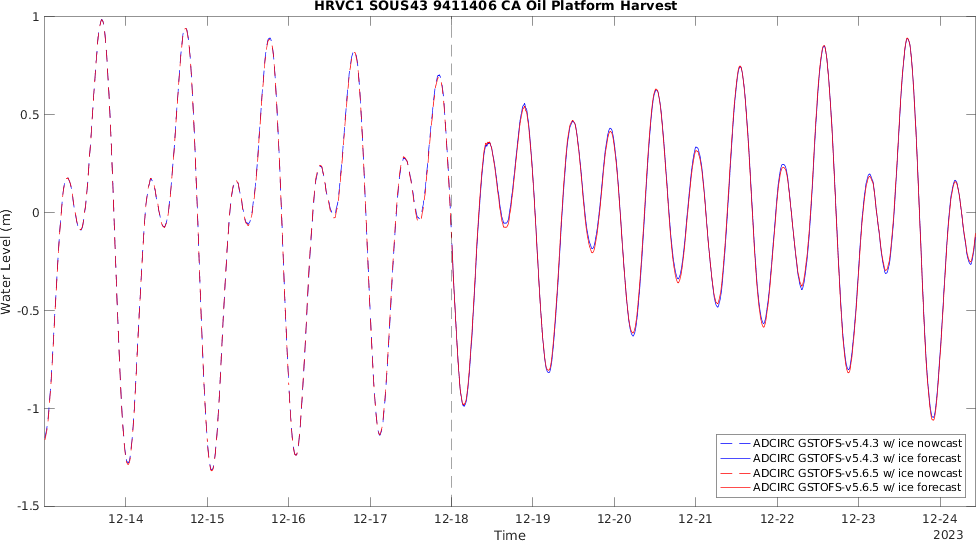 HRVC1 SOUS43 9411406 CA Oil Platform Harvest
1
0.5
0
-0.5
-1
-1.5
Water Level (m)
12-14 12-15 12-16 12-17 12-18 12-19 12-20 12-21 12-22 12-23 12-24
Time
2023
ADCIRC GSTOFS-v5.4.3 w/ ice nowcast
ADCIRC GSTOFS-v5.4.3 w/ ice forecast
ADCIRC GSTOFS-v5.6.5 w/ ice nowcast
ADCIRC GSTOFS-v5.6.5 w/ ice forecast